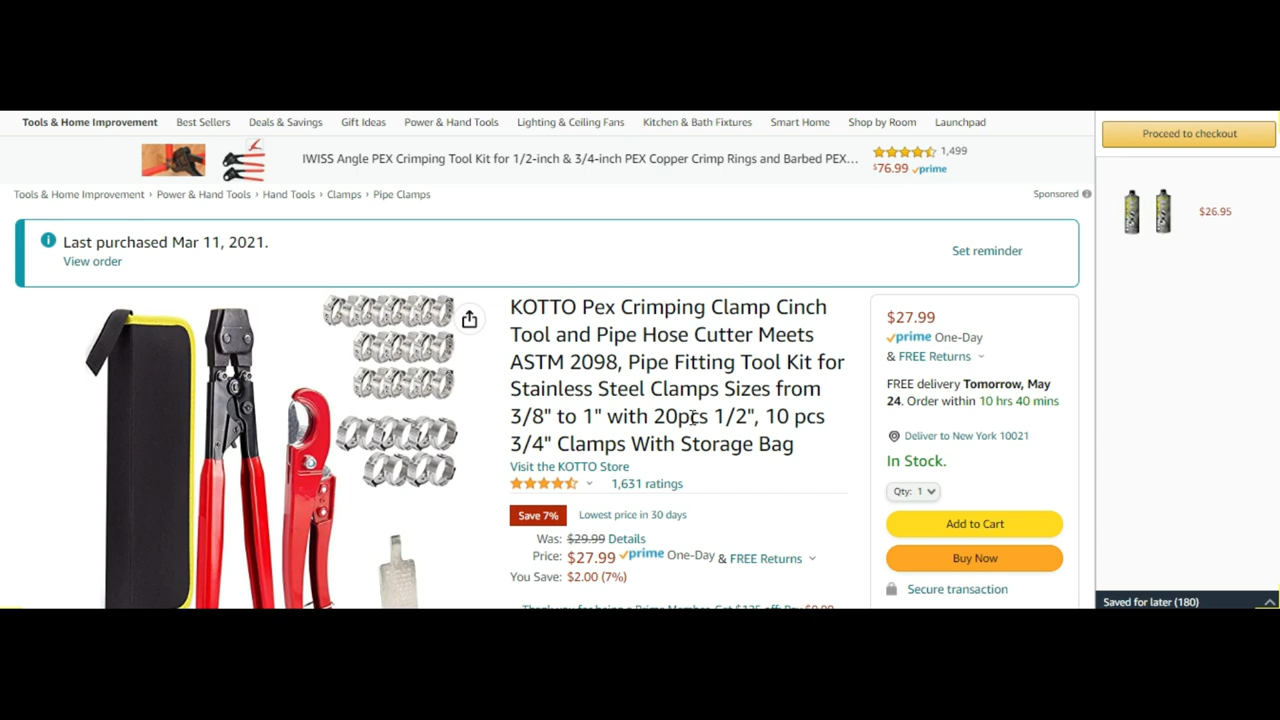 Tools & Home Improvement Best Sellers Deals & Savings Gift Ideas Power & Hand Tools Lighting & Ceiling Fans Kitchen & Bath Fixtures Smart Home Shop by Room Launchpad
Proceed to checkout
IWISS Angle PEX Crimping Tool Kit for 1/2-inch & 3/4-inch PEX Copper Crimp Rings and Barbed PEX...
1,499
$76.99 prime
Tools & Home Improvement › Power & Hand Tools › Hand Tools › Clamps › Pipe Clamps
Sponsored
$26.95
Last purchased Mar 11, 2021.
View order
Set reminder
KOTTO Pex Crimping Clamp Cinch
Tool and Pipe Hose Cutter Meets
ASTM 2098, Pipe Fitting Tool Kit for
Stainless Steel Clamps Sizes from
3/8" to 1" with 20pcs 1/2", 10 pcs
3/4" Clamps With Storage Bag
Visit the KOTTO Store
1,631 ratings
Save 7% Lowest price in 30 days
Was: $29.99 Details
Price: $27.99 prime One-Day & FREE Returns
You Save: $2.00 (7%)
$27.99
prime One-Day
& FREE Returns
FREE delivery Tomorrow, May
24. Order within 10 hrs 40 mins
Deliver to New York 10021
In Stock.
Qty: 1
Add to Cart
Buy Now
Secure transaction
Saved for later (180)